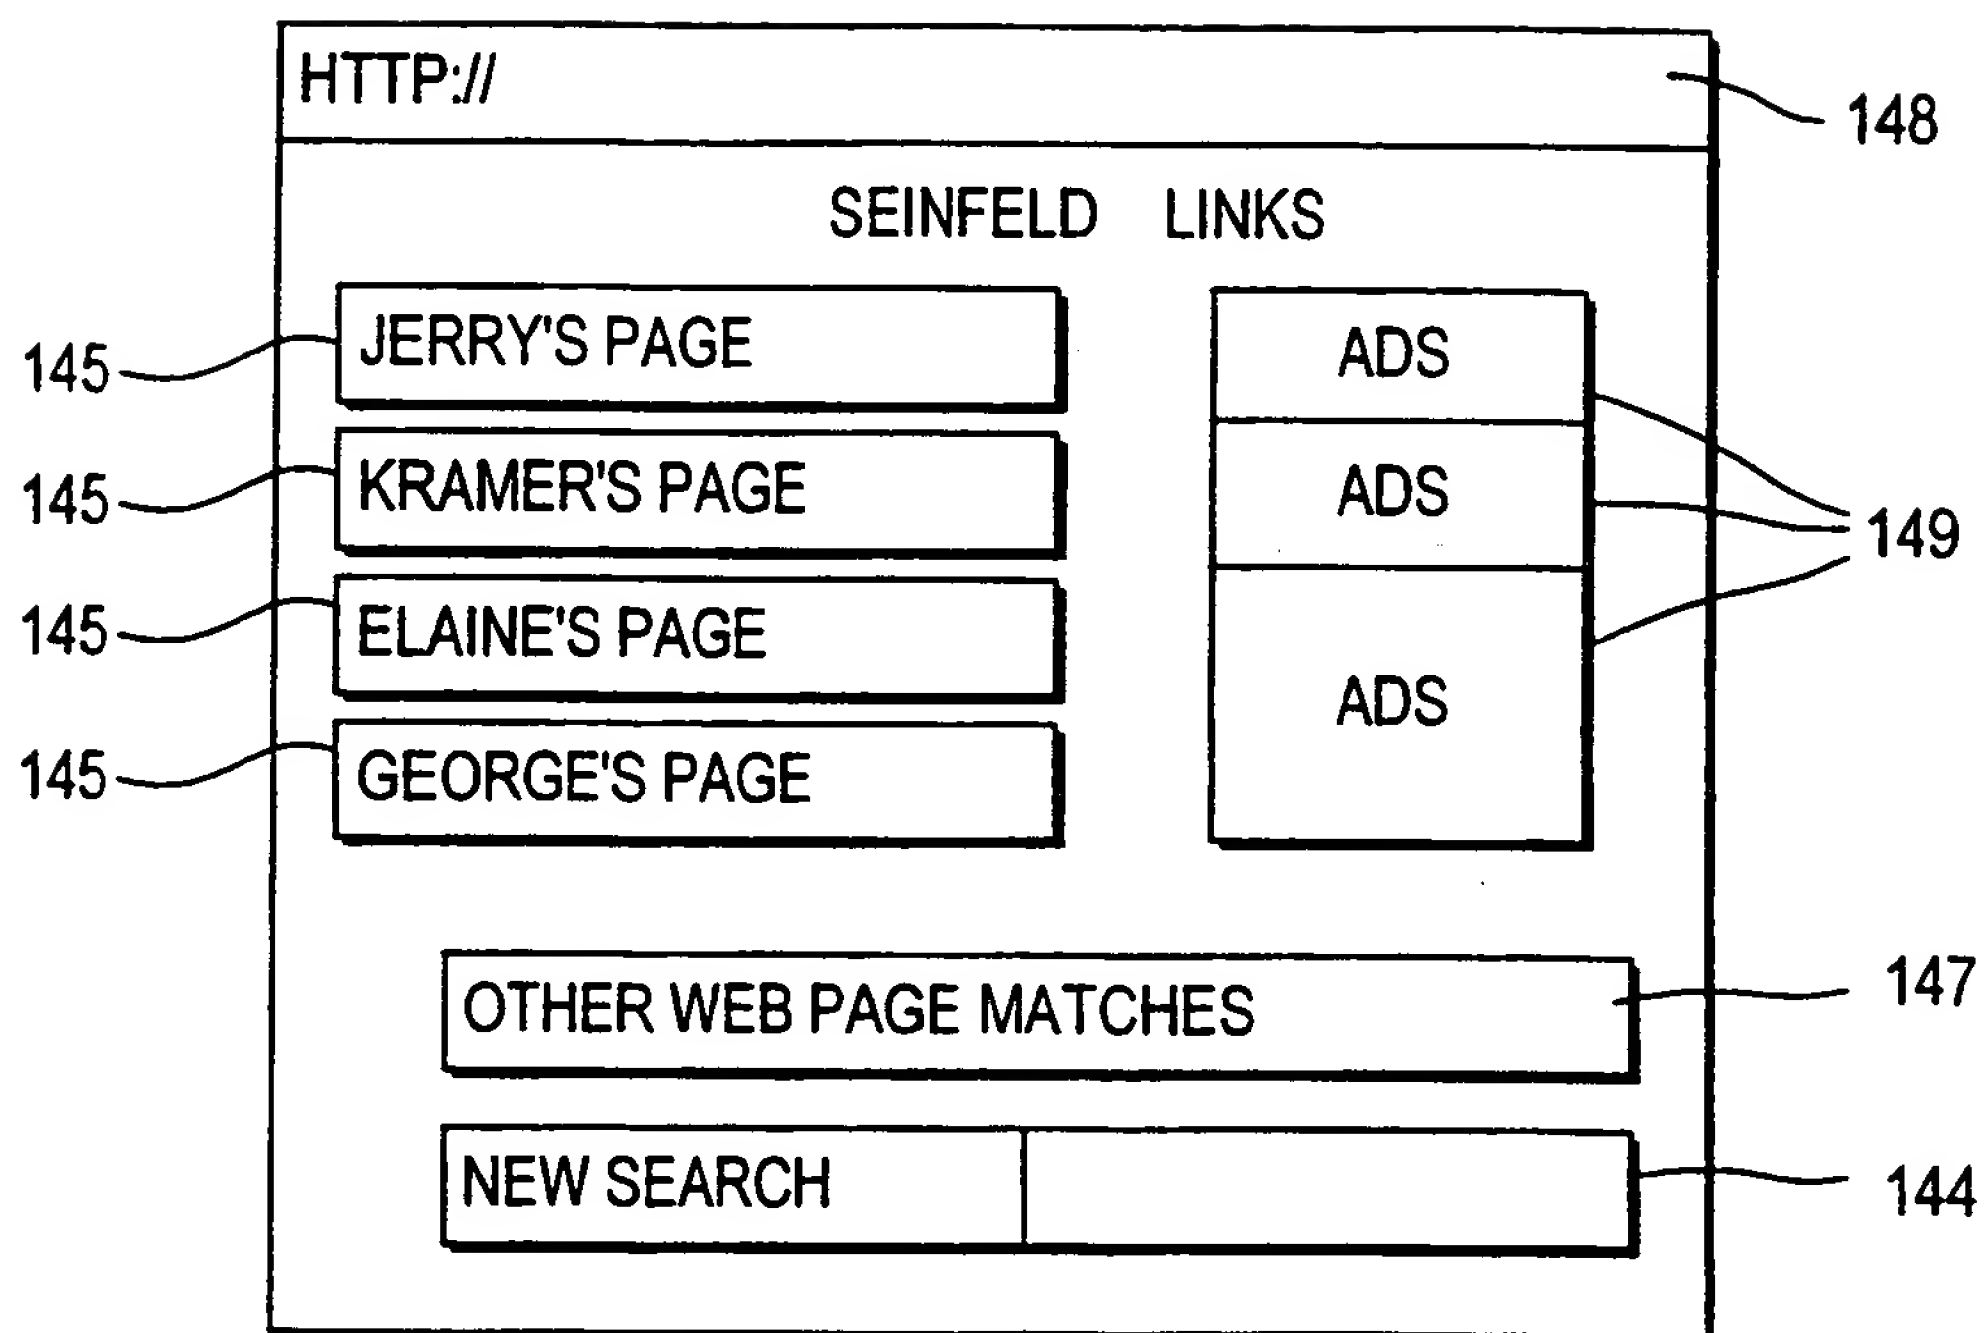 HTTP://
148
SEINFELD LINKS
145
JERRY'S PAGE
ADS
145
KRAMER'S PAGE
ADS
149
145
ELAINE'S PAGE
ADS
145
GEORGE'S PAGE
OTHER WEB PAGE MATCHES
147
NEW SEARCH
144